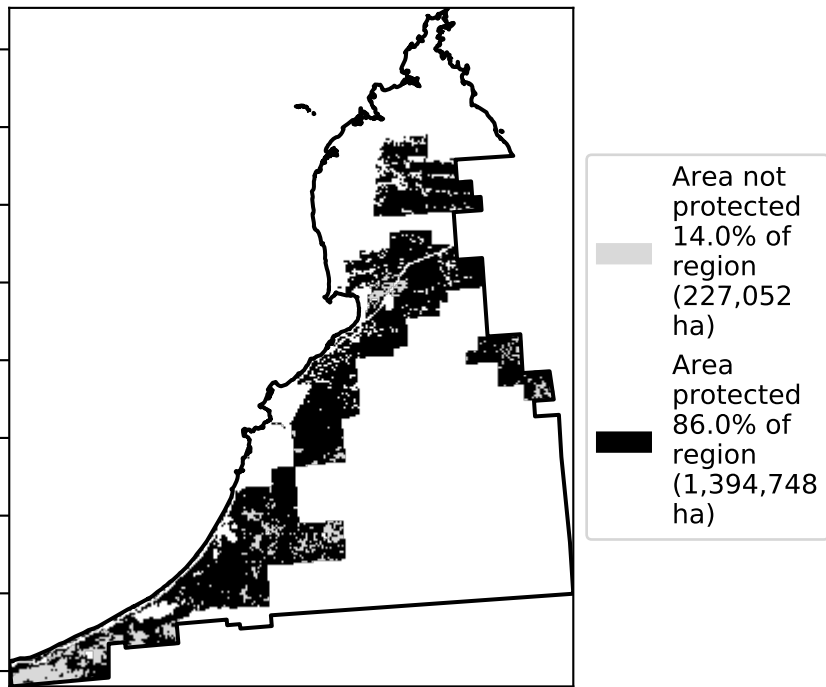 Area not
protected
14.0% of
region
(227,052
ha)
Area
protected
86.0% of
region
(1,394,748
ha)